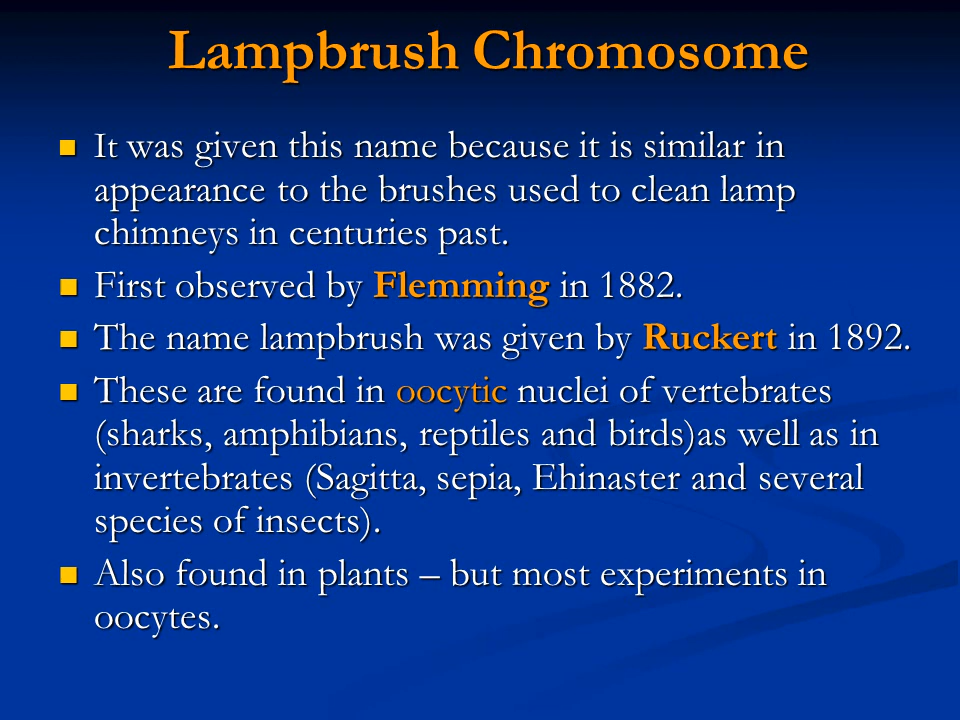 Lampbrush Chromosome
It was given this name because it is similar in
appearance to the brushes used to clean lamp
chimneys in centuries past.
First observed by Flemming in 1882.
The name lampbrush was given by Ruckert in 1892.
These are found in oocytic nuclei of vertebrates
(sharks, amphibians, reptiles and birds)as well as in
invertebrates (Sagitta, sepia, Ehinaster and several
species of insects).
Also found in plants – but most experiments in
oocytes.